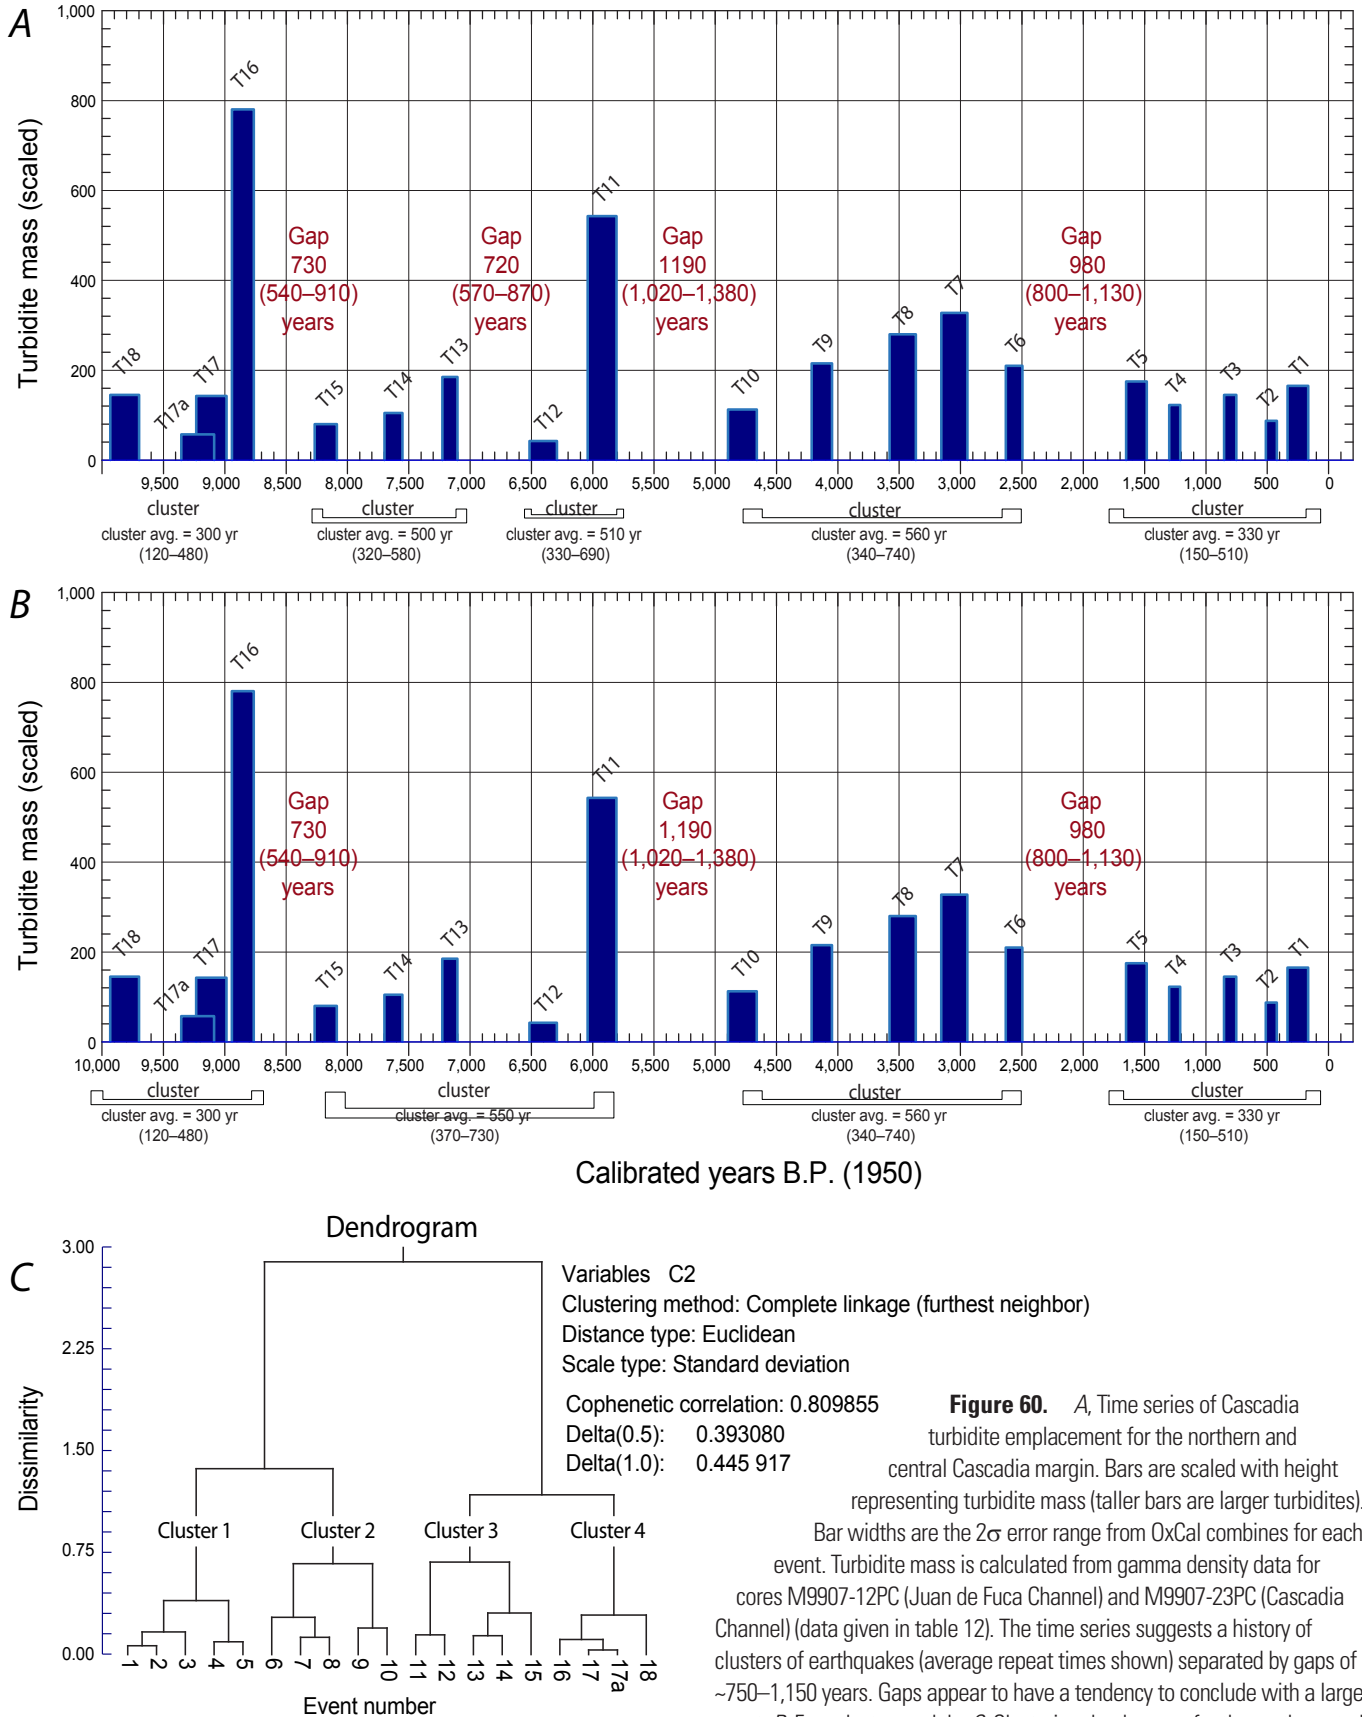 A
1,000
800
600
400
200
0
Turbidite mass (scaled)
T18
T17a
T17
T16
T15
T14
T13
T12
T11
T10
T9
T8
T7
T6
T5
T4
T3
T2
T1
Gap
730
(540–910)
years
Gap
720
(570–870)
years
Gap
1190
(1,020–1,380)
years
Gap
980
(800–1,130)
years
9,500 9,000 8,500 8,000 7,500 7,000 6,500 6,000 5,500 5,000 4,500 4,000 3,500 3,000 2,500 2,000 1,500 1,000 500 0
cluster
cluster avg. = 300 yr
(120–480)
cluster
cluster avg. = 500 yr
(320–580)
cluster
cluster avg. = 510 yr
(330–690)
cluster
cluster avg. = 560 yr
(340–740)
cluster
cluster avg. = 330 yr
(150–510)
B
1,000
800
600
400
200
0
Turbidite mass (scaled)
T18
T17a
T17
T16
T15
T14
T13
T12
T11
T10
T9
T8
T7
T6
T5
T4
T3
T2
T1
Gap
730
(540–910)
years
Gap
1,190
(1,020–1,380)
years
Gap
980
(800–1,130)
years
10,000 9,500 9,000 8,500 8,000 7,500 7,000 6,500 6,000 5,500 5,000 4,500 4,000 3,500 3,000 2,500 2,000 1,500 1,000 500 0
cluster
cluster avg. = 300 yr
(120–480)
cluster
cluster avg. = 550 yr
(370–730)
cluster
cluster avg. = 560 yr
(340–740)
cluster
cluster avg. = 330 yr
(150–510)
Calibrated years B.P. (1950)
C
Dendrogram
3.00
2.25
1.50
0.75
0.00
Dissimilarity
Cluster 1
Cluster 2
Cluster 3
Cluster 4
1 2 3 4 5 6 7 8 9 10 11 12 13 14 15 16 17 17a 18
Event number
Variables C2
Clustering method: Complete linkage (furthest neighbor)
Distance type: Euclidean
Scale type: Standard deviation
Cophenetic correlation: 0.809855
Delta(0.5): 0.393080
Delta(1.0): 0.445 917
Figure 60. A, Time series of Cascadia
turbidite emplacement for the northern and
central Cascadia margin. Bars are scaled with height
representing turbidite mass (taller bars are larger turbidites).
Bar widths are the 2σ error range from OxCal combines for each
event. Turbidite mass is calculated from gamma density data for
cores M9907-12PC (Juan de Fuca Channel) and M9907-23PC (Cascadia
Channel) (data given in table 12). The time series suggests a history of
clusters of earthquakes (average repeat times shown) separated by gaps of
~750–1,150 years. Gaps appear to have a tendency to conclude with a large